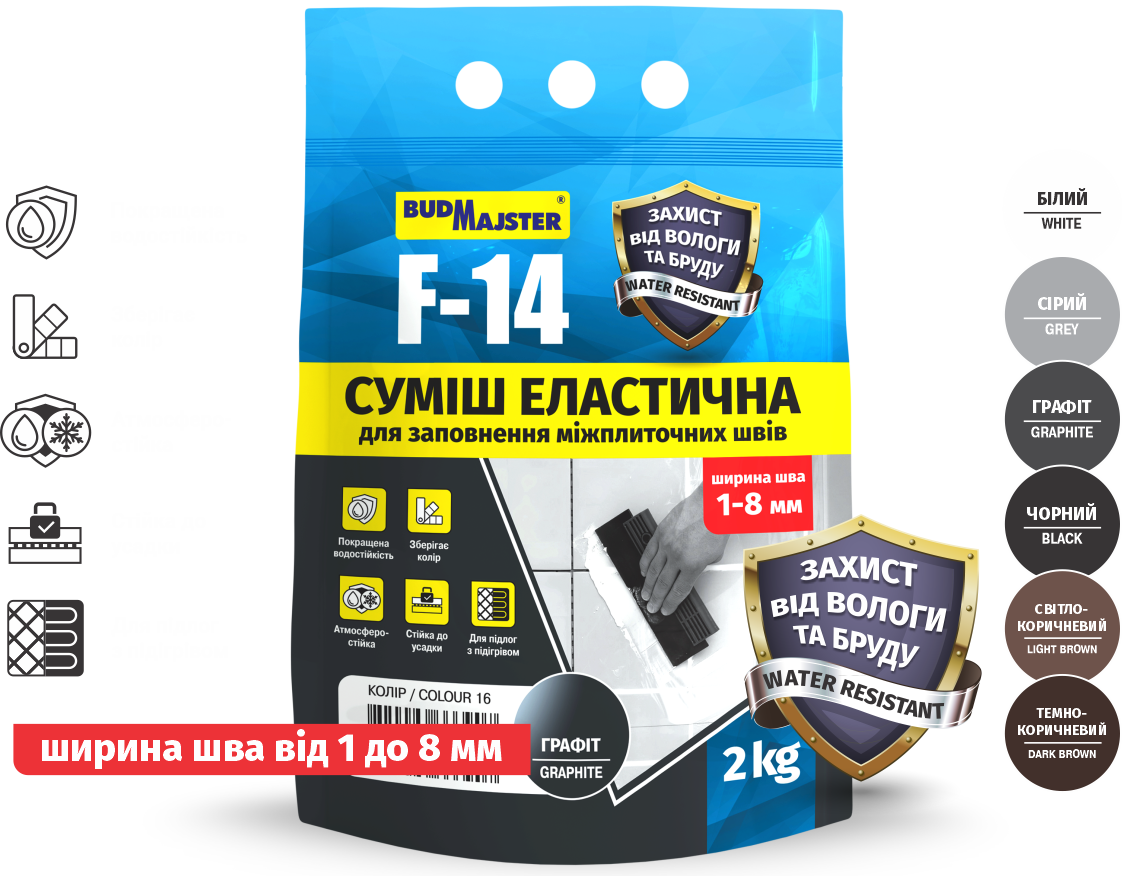 BUDMAJSTER®
F-14
ЗАХИСТ
ВІД ВОЛОГИ
ТА БРУДУ
WATER RESISTANT
СУМІШ ЕЛАСТИЧНА
для заповнення міжплиточних швів
ширина шва
1-8 мм
Покращена
водостійкість
Зберігає
колір
Атмосферо-
стійка
Стійка до
усадки
Для підлог
з підігрівом
КОЛІР / COLOUR 16
ГРАФІТ
GRAPHITE
2kg
ширина шва від 1 до 8 мм
ЗАХИСТ
ВІД ВОЛОГИ
ТА БРУДУ
WATER RESISTANT
БІЛИЙ
WHITE
СІРИЙ
GREY
ГРАФІТ
GRAPHITE
ЧОРНИЙ
BLACK
СВІТЛО-
КОРИЧНЕВИЙ
LIGHT BROWN
ТЕМНО-
КОРИЧНЕВИЙ
DARK BROWN